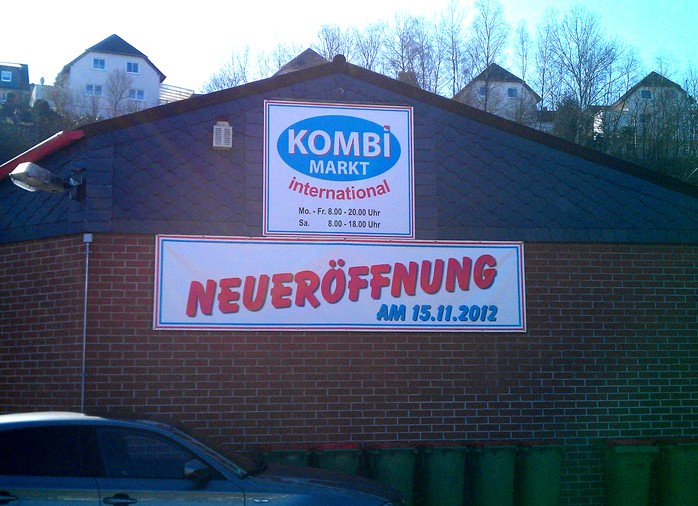 KOMBİ
MARKT
international
Mo. - Fr. 8.00 - 20.00 Uhr
Sa. 8.00 - 18.00 Uhr
NEUERÖFFNUNG
AM 15.11.2012